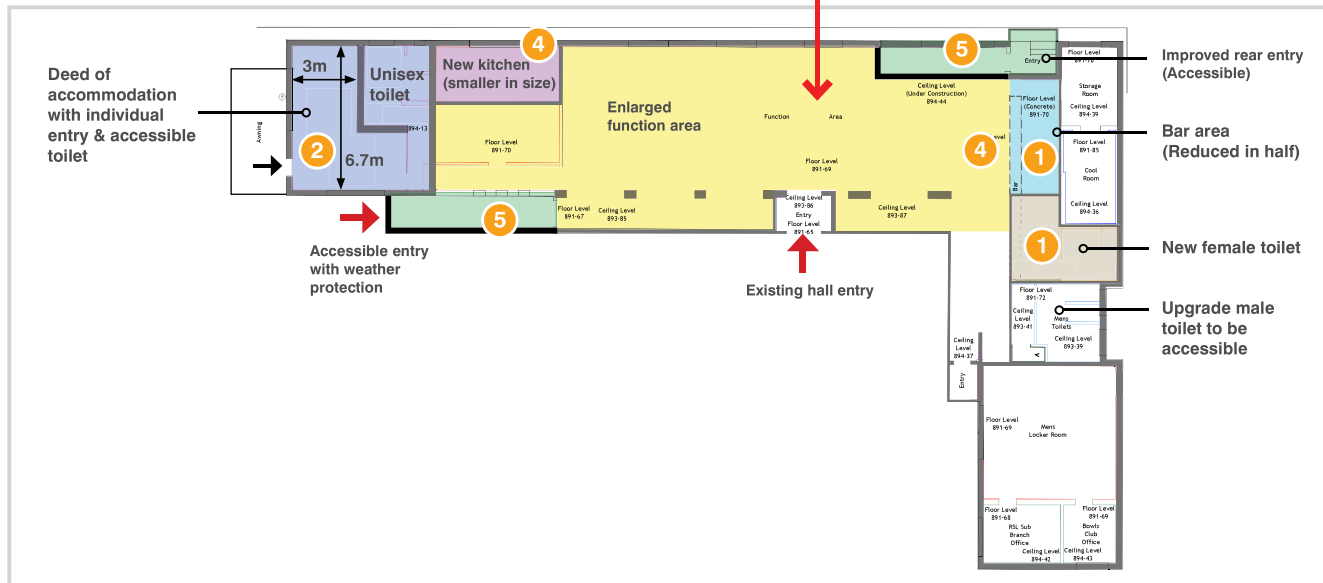 Deed of
accommodation
with individual
entry & accessible
toilet
Awning
3m
6.7m
2
Unisex
toilet
894-13
New kitchen
(smaller in size)
4
Floor Level
891-70
Enlarged
function area
Function
Area
Floor Level
891-69
Ceiling Level
(Under Construction)
894-44
5
Entry
Improved rear entry
(Accessible)
Floor Level
Storage
Room
Ceiling Level
894-39
Floor Level
(Concrete)
891-70
Bar area
(Reduced in half)
4
1
Bar
Floor Level
891-85
Cool
Room
Ceiling Level
894-36
5
Floor Level
891-67
Ceiling Level
893-85
Ceiling Level
893-86
Entry
Floor Level
891-65
Ceiling Level
893-87
1
New female toilet
Accessible entry
with weather
protection
Existing hall entry
Floor Level
891-72
Ceiling
Level
893-41
Mens
Toilets
Ceiling Level
893-39
A
Upgrade male
toilet to be
accessible
Ceiling
Level
894-37
Entry
Floor Level
891-69
Mens
Locker Room
Floor Level
891-68
RSL Sub
Branch
Office
Ceiling Level
894-42
Floor Level
891-69
Bowls
Club
Office
Ceiling Level
894-43